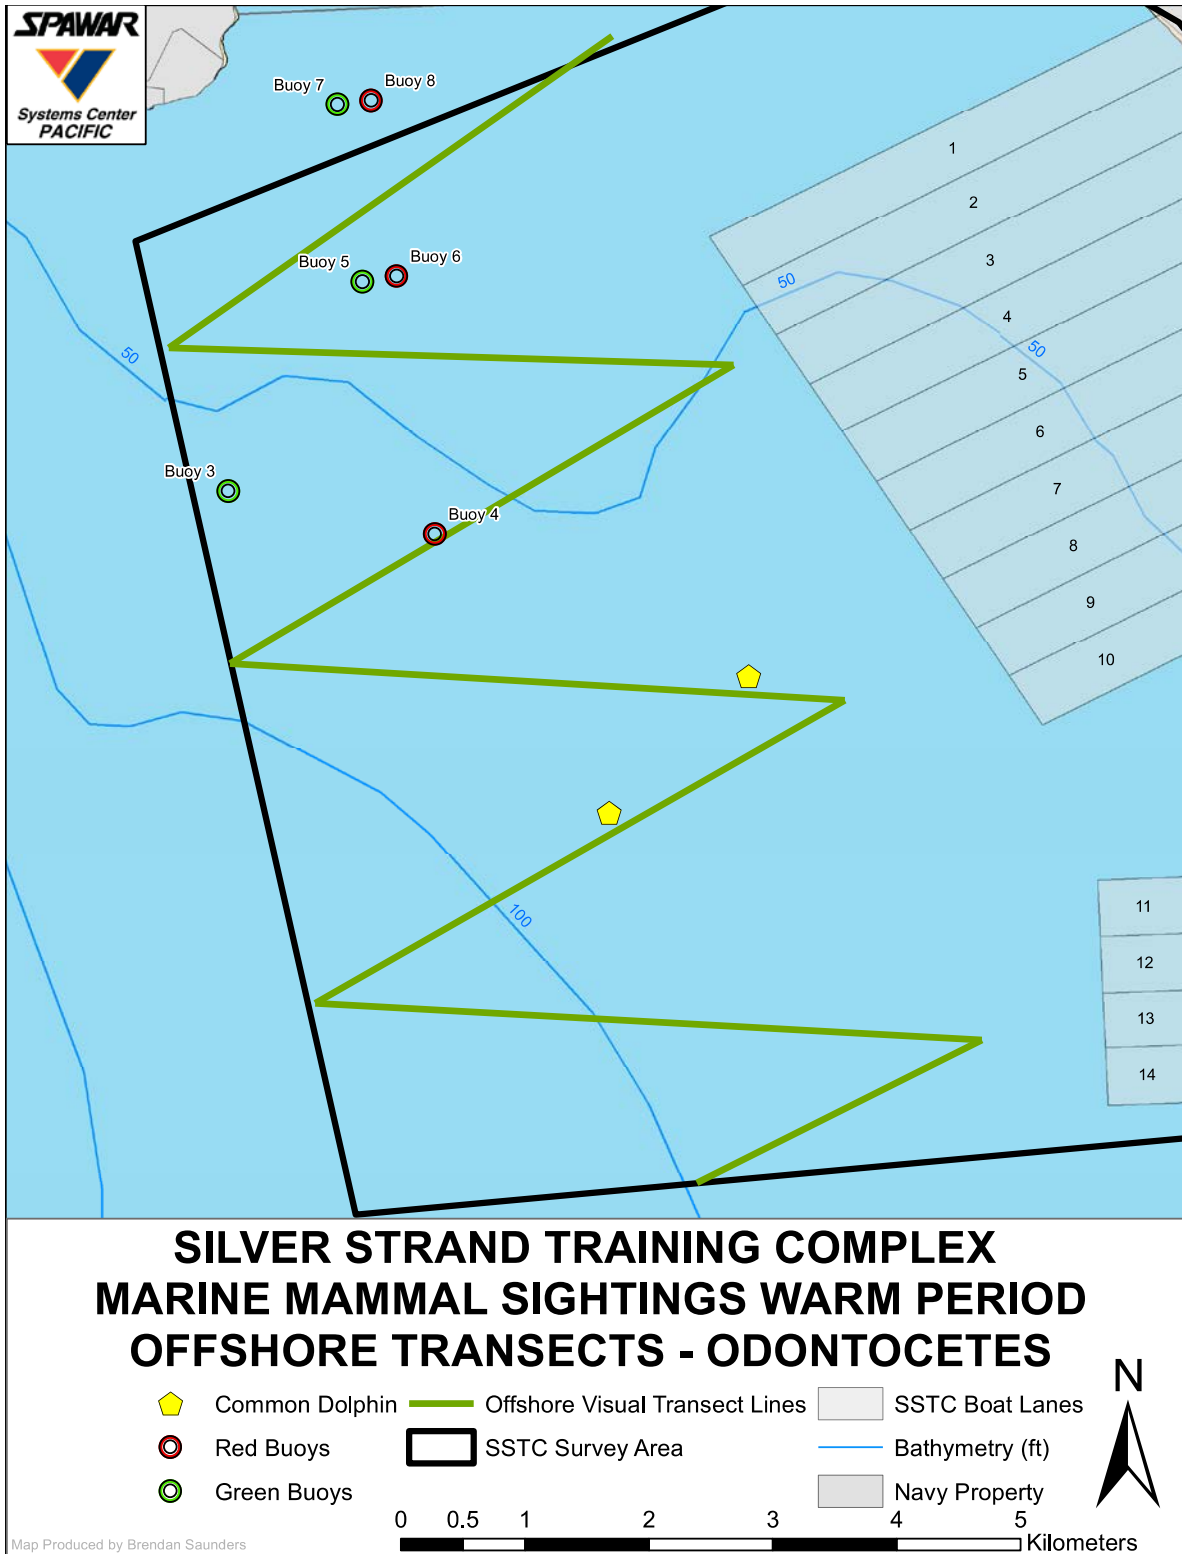 SPAWAR
Systems Center
PACIFIC
Buoy 7
Buoy 8
Buoy 5
Buoy 6
Buoy 3
Buoy 4
50
50
50
100
1
2
3
4
5
6
7
8
9
10
11
12
13
14
SILVER STRAND TRAINING COMPLEX
MARINE MAMMAL SIGHTINGS WARM PERIOD
OFFSHORE TRANSECTS - ODONTOCETES
Common Dolphin
Red Buoys
Green Buoys
Offshore Visual Transect Lines
SSTC Survey Area
SSTC Boat Lanes
Bathymetry (ft)
Navy Property
N
0 0.5 1 2 3 4 5
Kilometers
Map Produced by Brendan Saunders